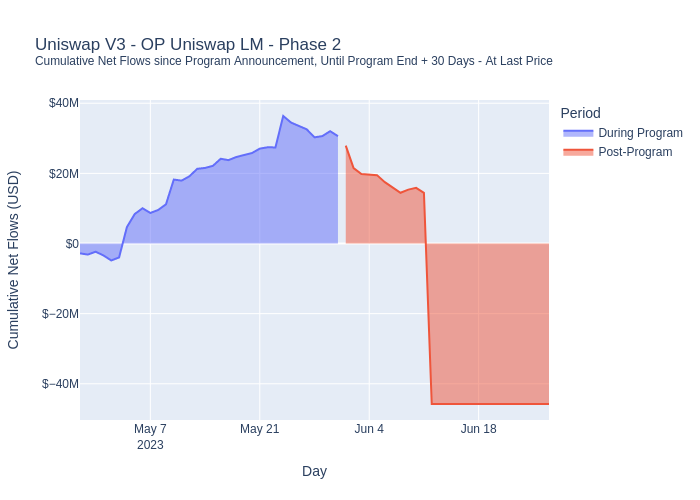 Uniswap V3 - OP Uniswap LM - Phase 2
Cumulative Net Flows since Program Announcement, Until Program End + 30 Days - At Last Price
Period
During Program
Post-Program
$40M
$20M
$0
$−20M
$−40M
Cumulative Net Flows (USD)
May 7
2023
May 21
Jun 4
Jun 18
Day